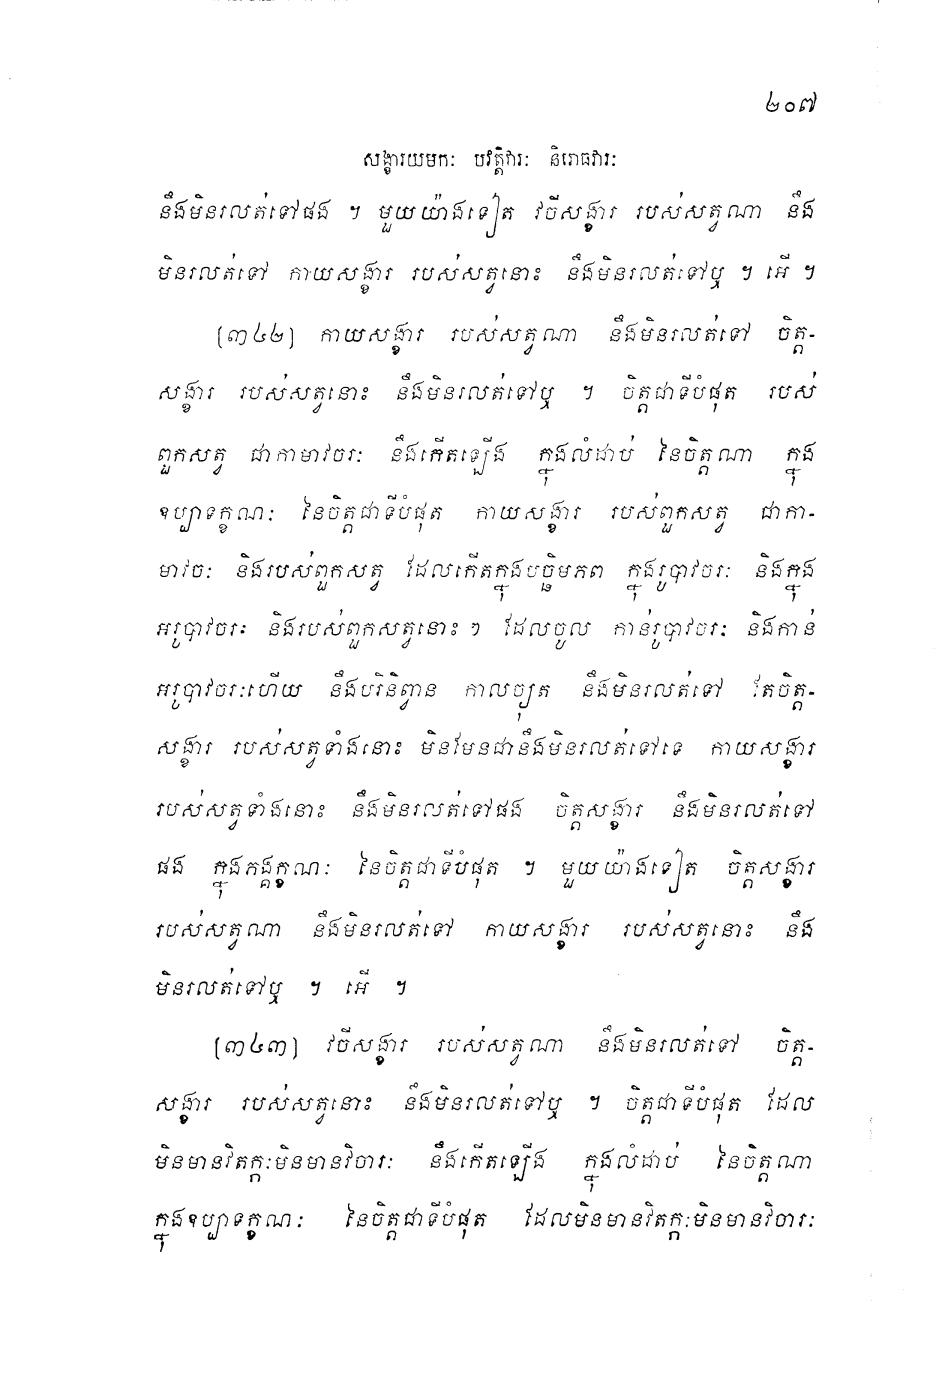 ២០៧
សង្ខារយមកៈ បវត្តិវារៈ និរោធវារៈ
នឹងមិនរលត់ទៅផង ។ មួយយ៉ាងទៀត វចីសង្ខារ របស់សត្វណា នឹង
មិនរលត់ទៅ កាយសង្ខារ របស់សត្វនោះ នឹងមិនរលត់ទៅឬ ។ អើ ។
[៣៤២] កាយសង្ខារ របស់សត្វណា នឹងមិនរលត់ទៅ ចិត្ត-
សង្ខារ របស់សត្វនោះ នឹងមិនរលត់ទៅឬ ។ ចិត្តជាទីបំផុត របស់
ពួកសត្វ ជាកាមាវចរៈ នឹងកើតឡើង ក្នុងលំដាប់ នៃចិត្តណា ក្នុង
ឧប្បាទក្ខណៈ នៃចិត្តជាទីបំផុត កាយសង្ខារ របស់ពួកសត្វ ជាកា-
មាវចៈ និងរបស់ពួកសត្វ ដែលកើតក្នុងបច្ឆិមភព ក្នុងរូបាវចរៈ និងក្នុង
អរូបាវចរៈ និងរបស់ពួកសត្វនោះៗ ដែលចូល កាន់រូបាវចរៈ និងកាន់
អរូបាវចរៈហើយ នឹងបរិនិព្វាន កាលច្យុត នឹងមិនរលត់ទៅ តែចិត្ត-
សង្ខារ របស់សត្វទាំងនោះ មិនមែនជានឹងមិនរលត់ទៅទេ កាយសង្ខារ
របស់សត្វទាំងនោះ នឹងមិនរលត់ទៅផង ចិត្តសង្ខារ នឹងមិនរលត់ទៅ
ផង ក្នុងភង្គក្ខណៈ នៃចិត្តជាទីបំផុត ។ មួយយ៉ាងទៀត ចិត្តសង្ខារ
របស់សត្វណា នឹងមិនរលត់ទៅ កាយសង្ខារ របស់សត្វនោះ នឹង
មិនរលត់ទៅឬ ។ អើ ។
[៣៤៣] វចីសង្ខារ របស់សត្វណា នឹងមិនរលត់ទៅ ចិត្ត-
សង្ខារ របស់សត្វនោះ នឹងមិនរលត់ទៅឬ ។ ចិត្តជាទីបំផុត ដែល
មិនមានវិតក្កៈមិនមានវិចារៈ នឹងកើតឡើង ក្នុងលំដាប់ នៃចិត្តណា
ក្នុងឧប្បាទក្ខណៈ នៃចិត្តជាទីបំផុត ដែលមិនមានវិតក្កៈមិនមានវិចារៈ